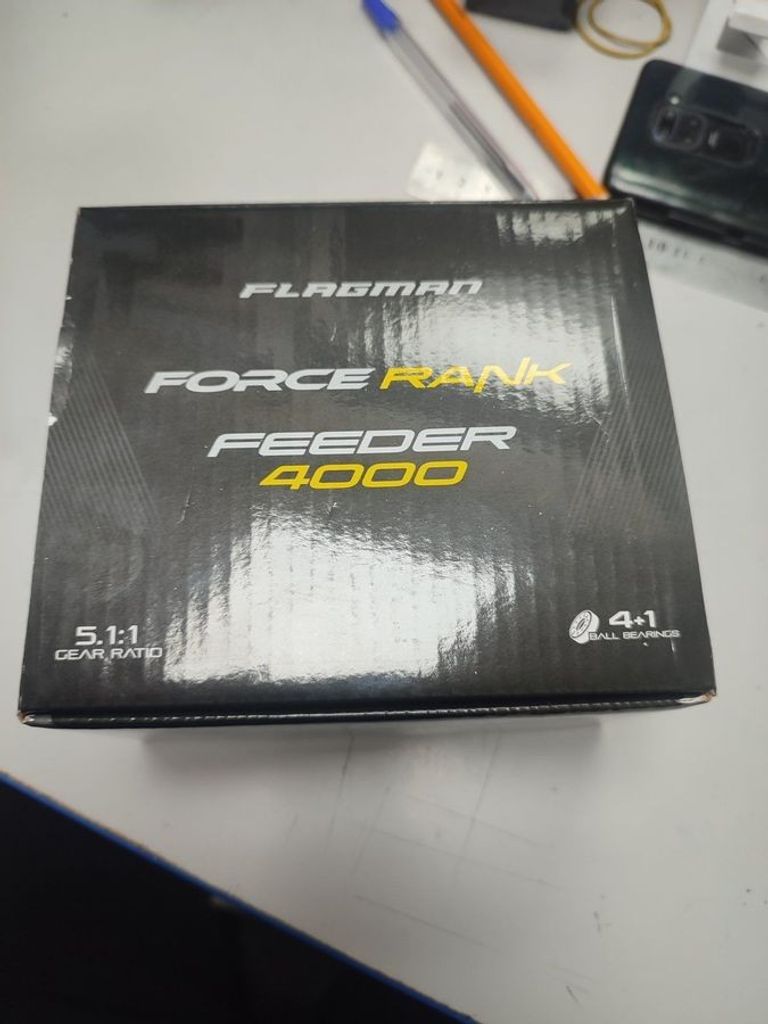 FLAGMAN
FORCE RANK
FEEDER
4000
5.1:1
GEAR RATIO
4+1
BALL BEARINGS